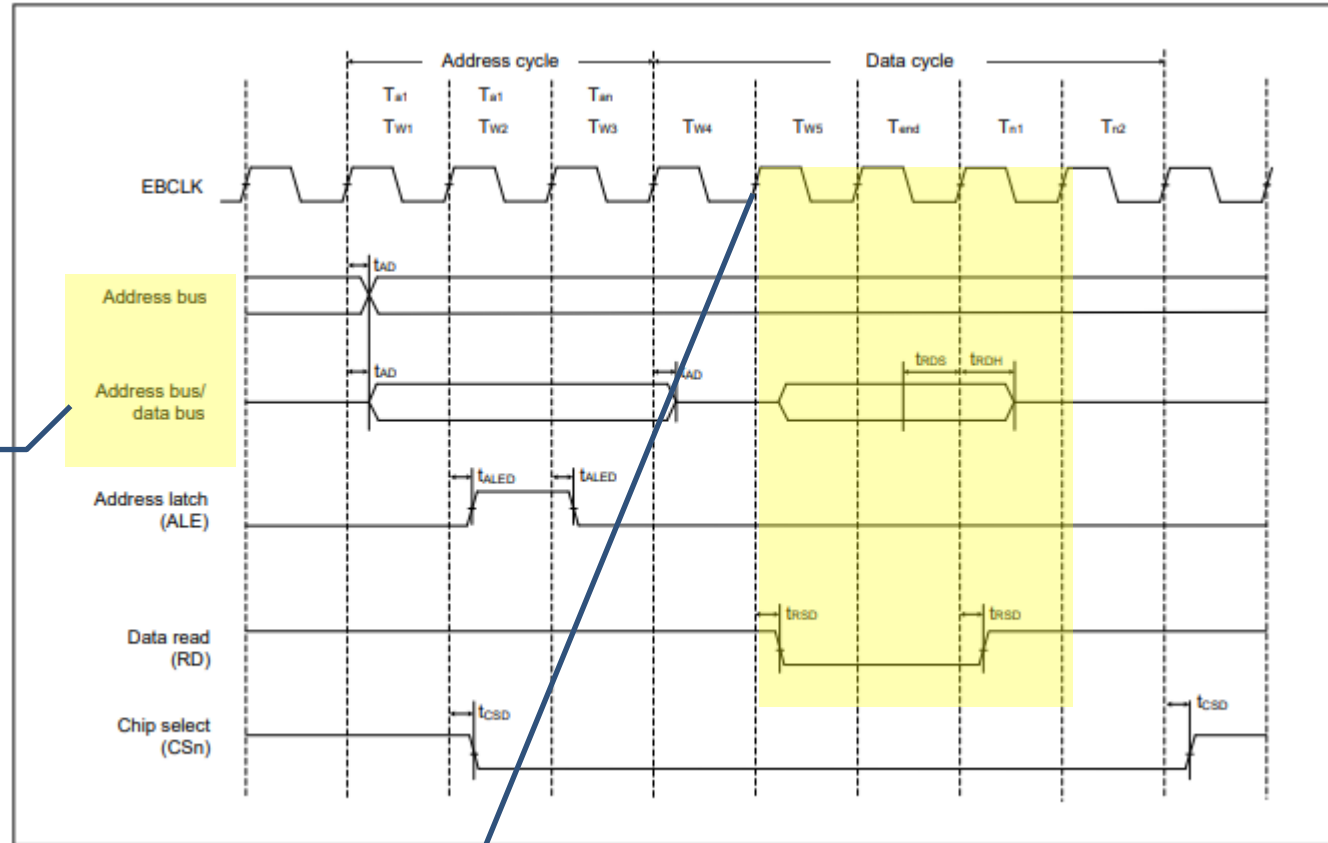 Address cycle Data cycle
Ta1 Ta1 Tan
TW1 TW2 TW3 TW4 TW5 Tend Tn1 Tn2
EBCLK
tAD
Address bus
tRDS tRDH
tAD AD
Address bus/
data bus
tALED tALED
Address latch
(ALE)
tRSD tRSD
Data read
(RD)
tCSD tCSD
Chip select
(CSn)